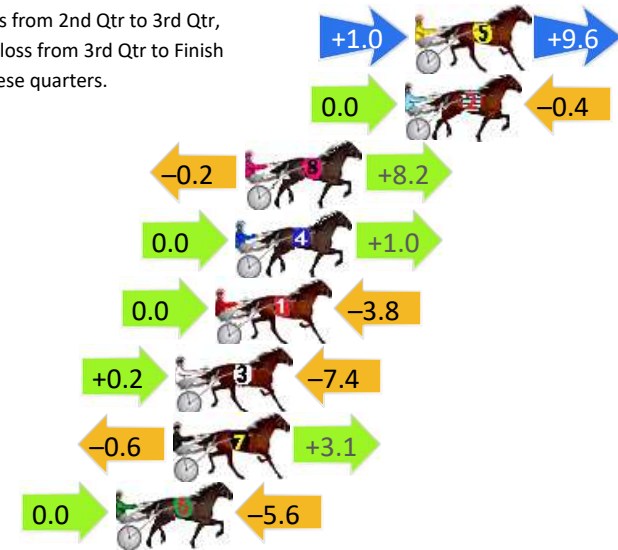 s from 2nd Qtr to 3rd Qtr,
loss from 3rd Qtr to Finish
ese quarters.
+1.0 5 +9.6
0.0 –0.4
–0.2 8 +8.2
0.0 4 +1.0
0.0 1 –3.8
+0.2 3 –7.4
–0.6 7 +3.1
0.0 6 –5.6